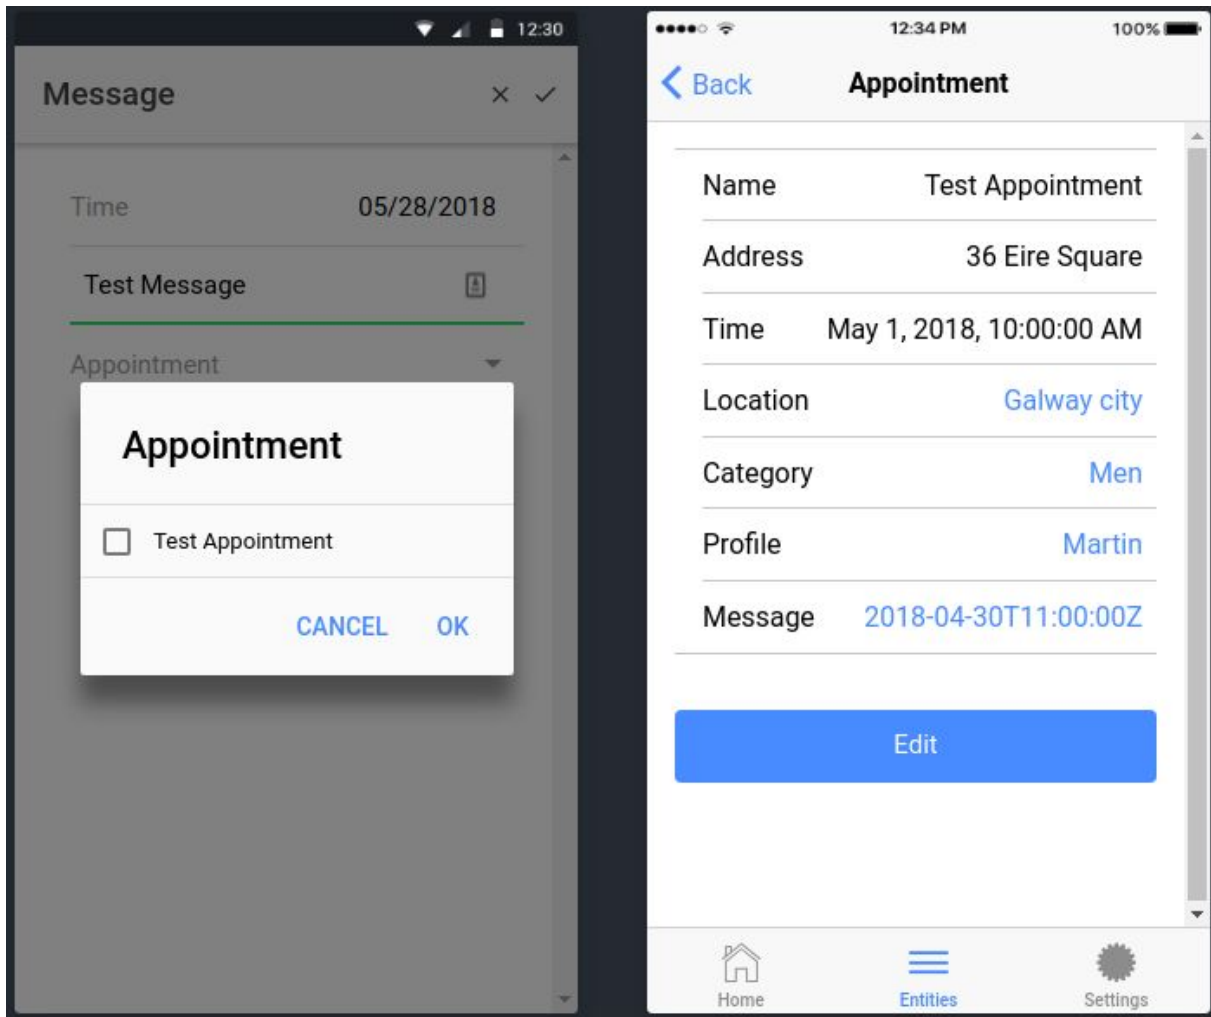 12:30
Message
Time 05/28/2018
Test Message
Appointment
Appointment
Test Appointment
CANCEL OK
12:34 PM 100%
Back Appointment
Name Test Appointment
Address 36 Eire Square
Time May 1, 2018, 10:00:00 AM
Location Galway city
Category Men
Profile Martin
Message 2018-04-30T11:00:00Z
Edit
Home Entities Settings